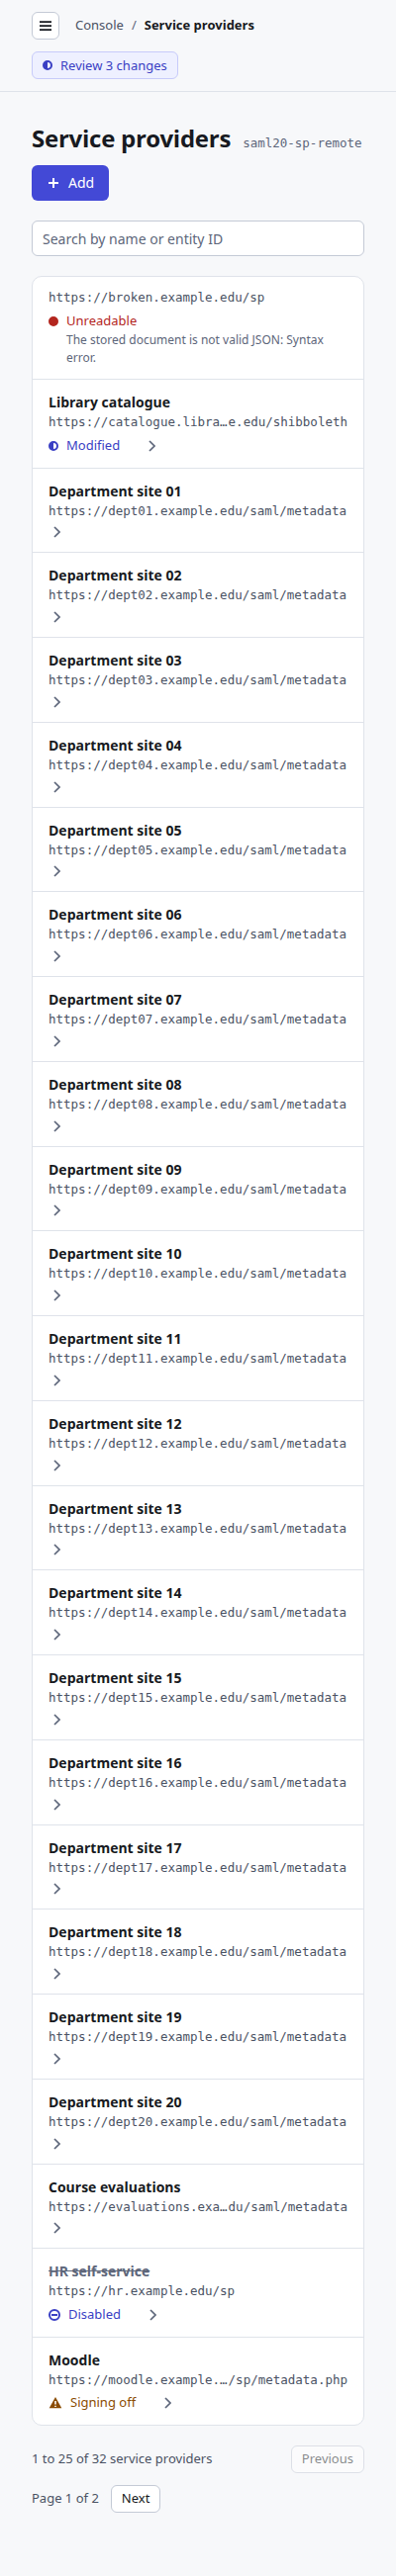 Console / Service providers
Review 3 changes
Service providers saml20-sp-remote
+ Add
Search by name or entity ID
https://broken.example.edu/sp
Unreadable
The stored document is not valid JSON: Syntax
error.
Library catalogue
https://catalogue.libra…e.edu/shibboleth
Modified
Department site 01
https://dept01.example.edu/saml/metadata
Department site 02
https://dept02.example.edu/saml/metadata
Department site 03
https://dept03.example.edu/saml/metadata
Department site 04
https://dept04.example.edu/saml/metadata
Department site 05
https://dept05.example.edu/saml/metadata
Department site 06
https://dept06.example.edu/saml/metadata
Department site 07
https://dept07.example.edu/saml/metadata
Department site 08
https://dept08.example.edu/saml/metadata
Department site 09
https://dept09.example.edu/saml/metadata
Department site 10
https://dept10.example.edu/saml/metadata
Department site 11
https://dept11.example.edu/saml/metadata
Department site 12
https://dept12.example.edu/saml/metadata
Department site 13
https://dept13.example.edu/saml/metadata
Department site 14
https://dept14.example.edu/saml/metadata
Department site 15
https://dept15.example.edu/saml/metadata
Department site 16
https://dept16.example.edu/saml/metadata
Department site 17
https://dept17.example.edu/saml/metadata
Department site 18
https://dept18.example.edu/saml/metadata
Department site 19
https://dept19.example.edu/saml/metadata
Department site 20
https://dept20.example.edu/saml/metadata
Course evaluations
https://evaluations.exa…du/saml/metadata
HR self-service
https://hr.example.edu/sp
Disabled
Moodle
https://moodle.example.…/sp/metadata.php
Signing off
1 to 25 of 32 service providers Previous
Page 1 of 2 Next